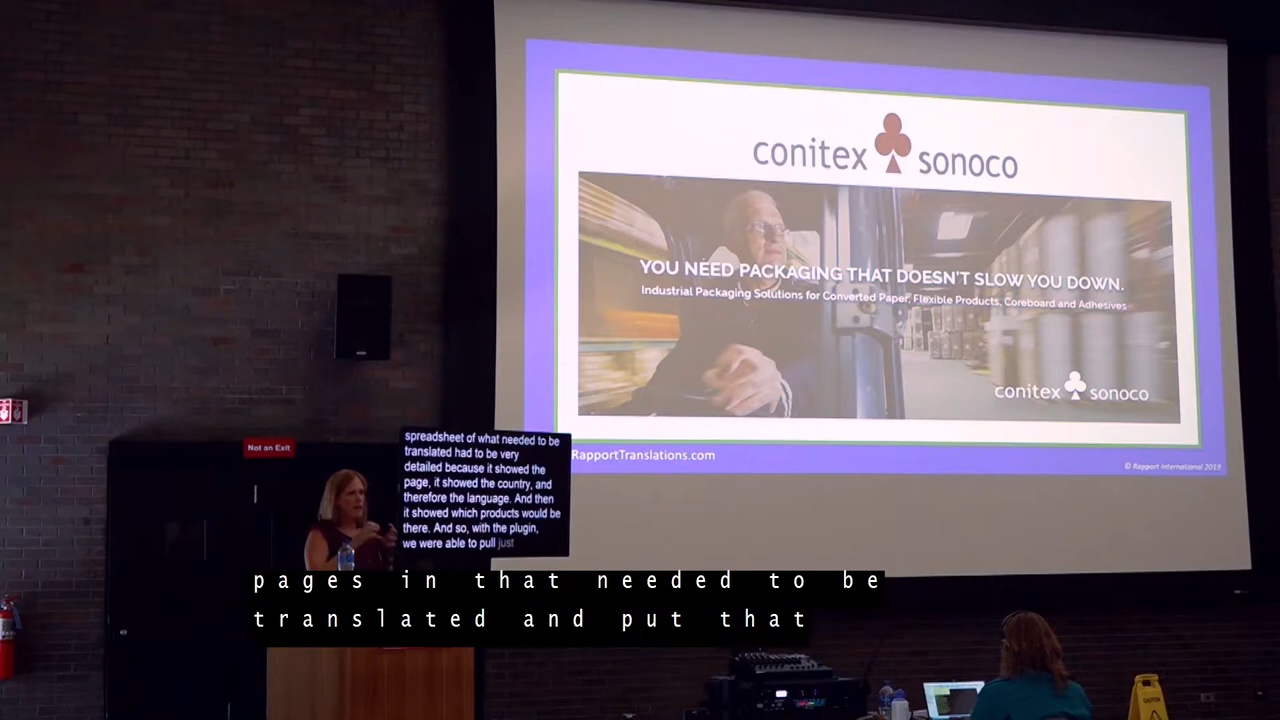 conitex sonoco
YOU NEED PACKAGING THAT DOESN'T SLOW YOU DOWN.
Industrial Packaging Solutions for Converted Paper, Flexible Products, Coreboard and Adhesives
conitex sonoco
RapportTranslations.com
© Rapport International 2019
Not an Exit
spreadsheet of what needed to be
translated had to be very
detailed because it showed the
page, it showed the country, and
therefore the language. And then
it showed which products would be
there. And so, with the plugin,
we were able to pull just
pages in that needed to be
translated and put that
CAUTION